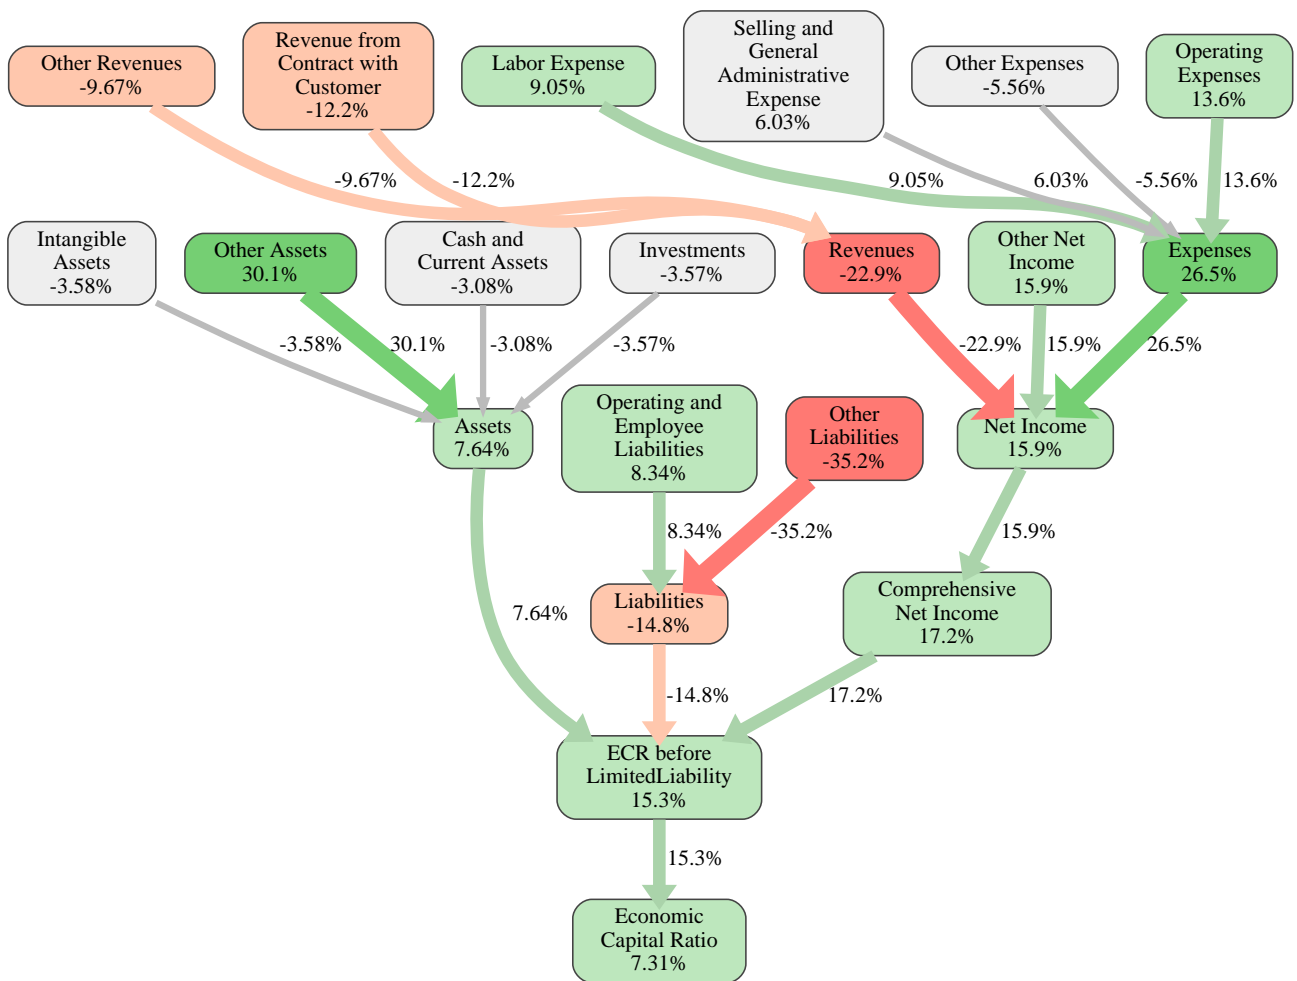 Other Revenues
-9.67%
Revenue from
Contract with
Customer
-12.2%
Labor Expense
9.05%
Selling and
General
Administrative
Expense
6.03%
Other Expenses
-5.56%
Operating
Expenses
13.6%
-9.67%
-12.2%
9.05%
6.03%
-5.56%
13.6%
Intangible
Assets
-3.58%
Other Assets
30.1%
Cash and
Current Assets
-3.08%
Investments
-3.57%
Revenues
-22.9%
Other Net
Income
15.9%
Expenses
26.5%
-3.58%
30.1%
-3.08%
-3.57%
-22.9%
15.9%
26.5%
Assets
7.64%
Operating and
Employee
Liabilities
8.34%
Other
Liabilities
-35.2%
Net Income
15.9%
8.34%
-35.2%
15.9%
7.64%
Liabilities
-14.8%
Comprehensive
Net Income
17.2%
-14.8%
17.2%
ECR before
LimitedLiability
15.3%
15.3%
Economic
Capital Ratio
7.31%